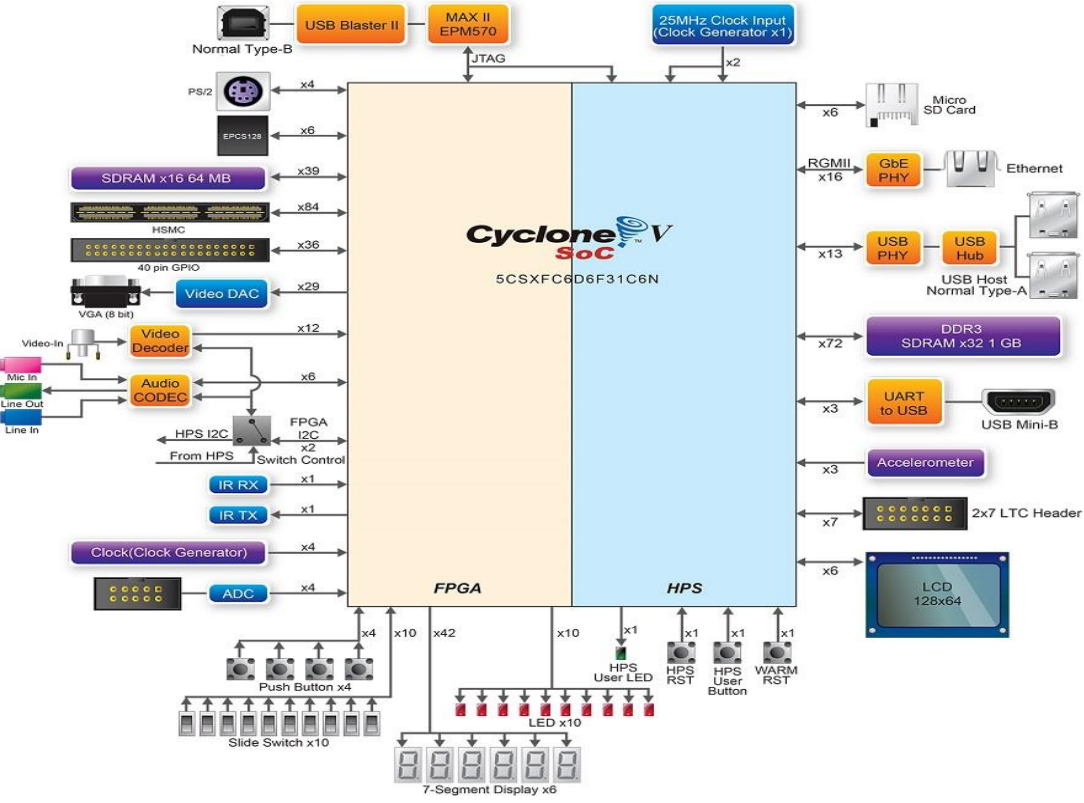 Normal Type-B
USB Blaster II
MAX II
EPM570
JTAG
25MHz Clock Input
(Clock Generator x1)
x2
PS/2
x4
EPCS128
x6
SDRAM x16 64 MB
x39
HSMC
x84
40 pin GPIO
x36
VGA (8 bit)
Video DAC
x29
Video-In
Video
Decoder
x12
Mic In
Line Out
Line In
Audio
CODEC
x6
HPS I2C
From HPS
FPGA
I2C
x2
Switch Control
IR RX
x1
IR TX
x1
Clock(Clock Generator)
x4
ADC
x4
Cyclone V
SoC
TM
5CSXFC6D6F31C6N
FPGA
HPS
x6
Micro
SD Card
RGMII
x16
GbE
PHY
Ethernet
x13
USB
PHY
USB
Hub
USB Host
Normal Type-A
x72
DDR3
SDRAM x32 1 GB
x3
UART
to USB
USB Mini-B
x3
Accelerometer
x7
2x7 LTC Header
x6
LCD
128x64
x4
Push Button x4
x10
Slide Switch x10
x42
7-Segment Display x6
x10
LED x10
x1
HPS
User LED
x1
HPS
RST
x1
HPS
User
Button
x1
WARM
RST